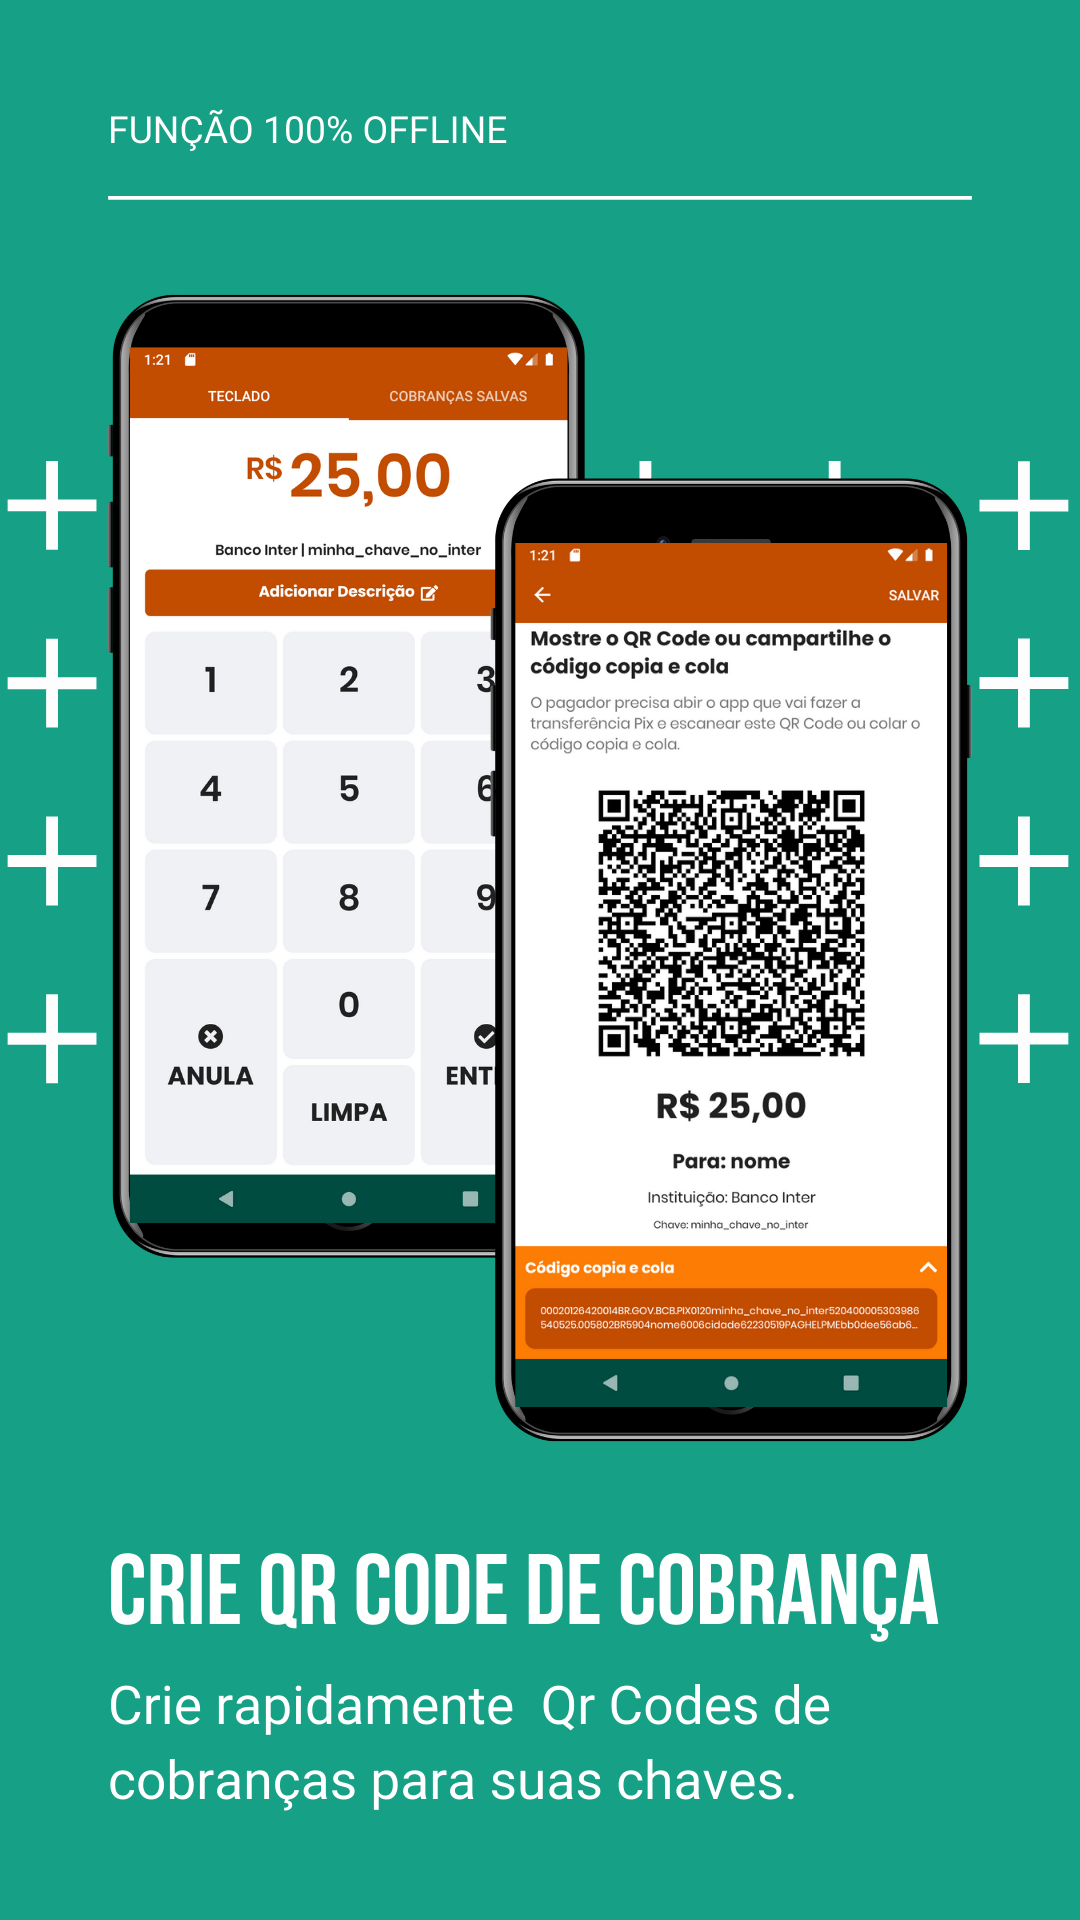 FUNÇÃO 100% OFFLINE
1:21
TECLADO
COBRANÇAS SALVAS
R$ 25,00
Banco Inter | minha_chave_no_inter
Adicionar Descrição
1 2 3
4 5 6
7 8 9
0
ANULA
LIMPA
1:21
SALVAR
Mostre o QR Code ou campartilhe o
código copia e cola
O pagador precisa abir o app que vai fazer a
transferência Pix e escanear este QR Code ou colar o
código copia e cola.
R$ 25,00
Para: nome
Instituição: Banco Inter
Chave: minha_chave_no_inter
Código copia e cola
00020126420014BR.GOV.BCB.PIX0120minha_chave_no_inter520400005303986
540525.005802BR5904nome6006cidade62230519PAGHELPMEbb0dee56ab6...
CRIE QR CODE DE COBRANÇA
Crie rapidamente  Qr Codes de
cobranças para suas chaves.